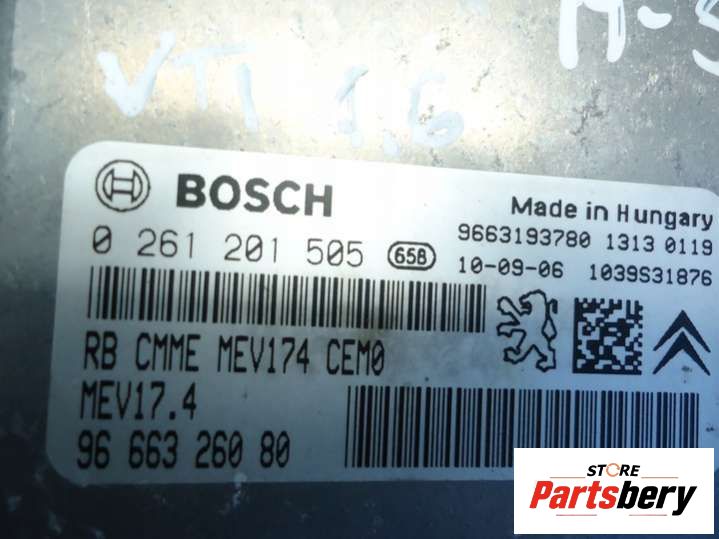 VTI 1.6
BOSCH
Made in Hungary
0 261 201 505 65B
9663193780 1313 0119
10-09-06 1039S31876
RB CMME MEV174 CEM0
MEV17.4
96 663 260 80
STORE
Partsbery